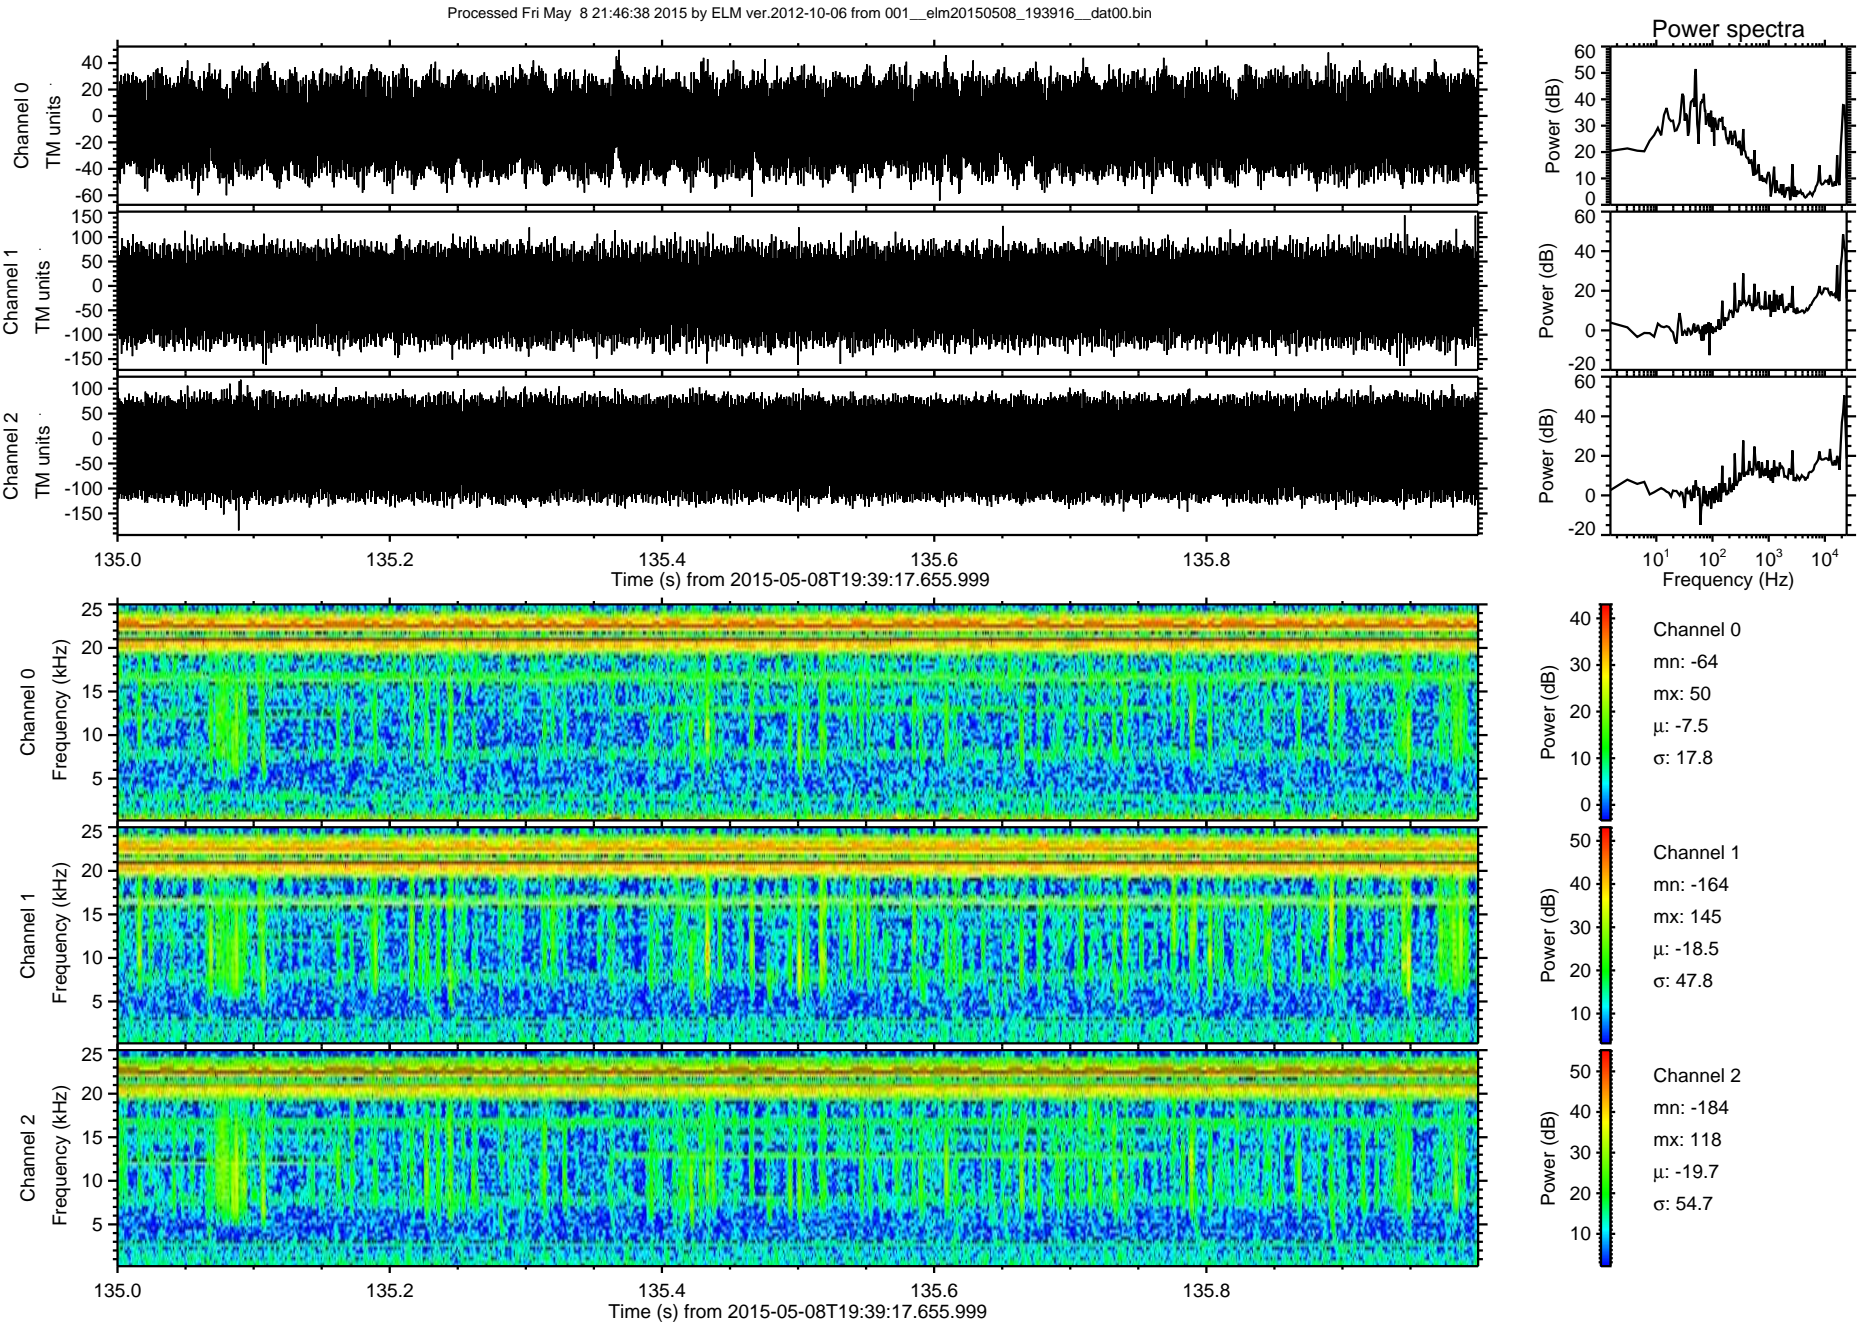 Processed Fri May  8 21:46:38 2015 by ELM ver.2012-10-06 from 001__elm20150508_193916__dat00.bin
Power spectra
Channel 0
TM units
40
20
0
-20
-40
-60
Power (dB)
60
50
40
30
20
10
0
Channel 1
TM units
150
100
50
0
-50
-100
-150
Power (dB)
60
40
20
0
-20
Channel 2
TM units
100
50
0
-50
-100
-150
Power (dB)
60
40
20
0
-20
135.0 135.2 135.4 135.6 135.8
Time (s) from 2015-05-08T19:39:17.655.999
10^1 10^2 10^3 10^4
Frequency (Hz)
Channel 0
Frequency (kHz)
25
20
15
10
5
Power (dB)
40
30
20
10
0
Channel 0
mn: -64
mx: 50
μ: -7.5
σ: 17.8
Channel 1
Frequency (kHz)
25
20
15
10
5
Power (dB)
50
40
30
20
10
Channel 1
mn: -164
mx: 145
μ: -18.5
σ: 47.8
Channel 2
Frequency (kHz)
25
20
15
10
5
Power (dB)
50
40
30
20
10
Channel 2
mn: -184
mx: 118
μ: -19.7
σ: 54.7
135.0 135.2 135.4 135.6 135.8
Time (s) from 2015-05-08T19:39:17.655.999